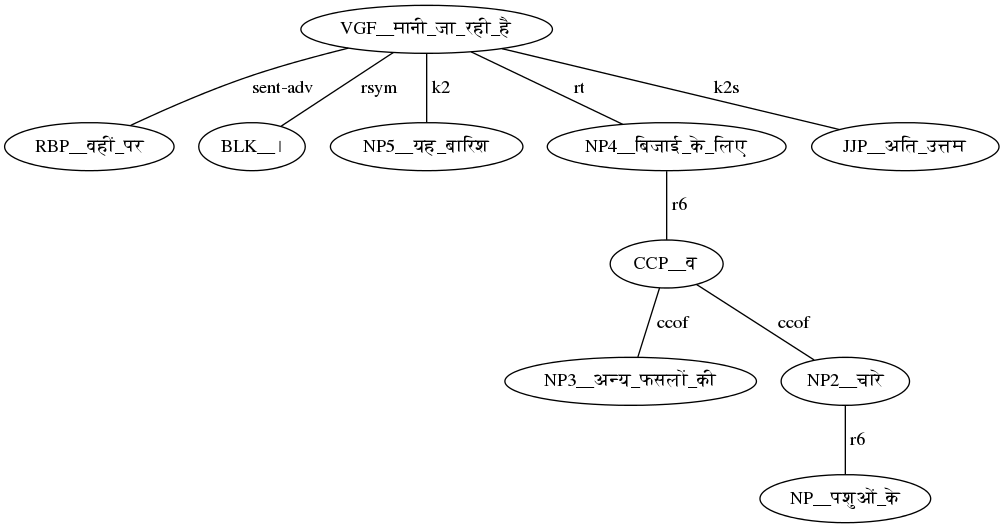 VGF__मानी_जा_रही_है
sent-adv rsym k2 rt k2s
RBP__वहीं_पर BLK__। NP5__यह_बारिश NP4__बिजाई_के_लिए JJP__अति_उत्तम
r6
CCP__व
ccof ccof
NP3__अन्य_फसलों_की NP2__चारे
r6
NP__पशुओं_के